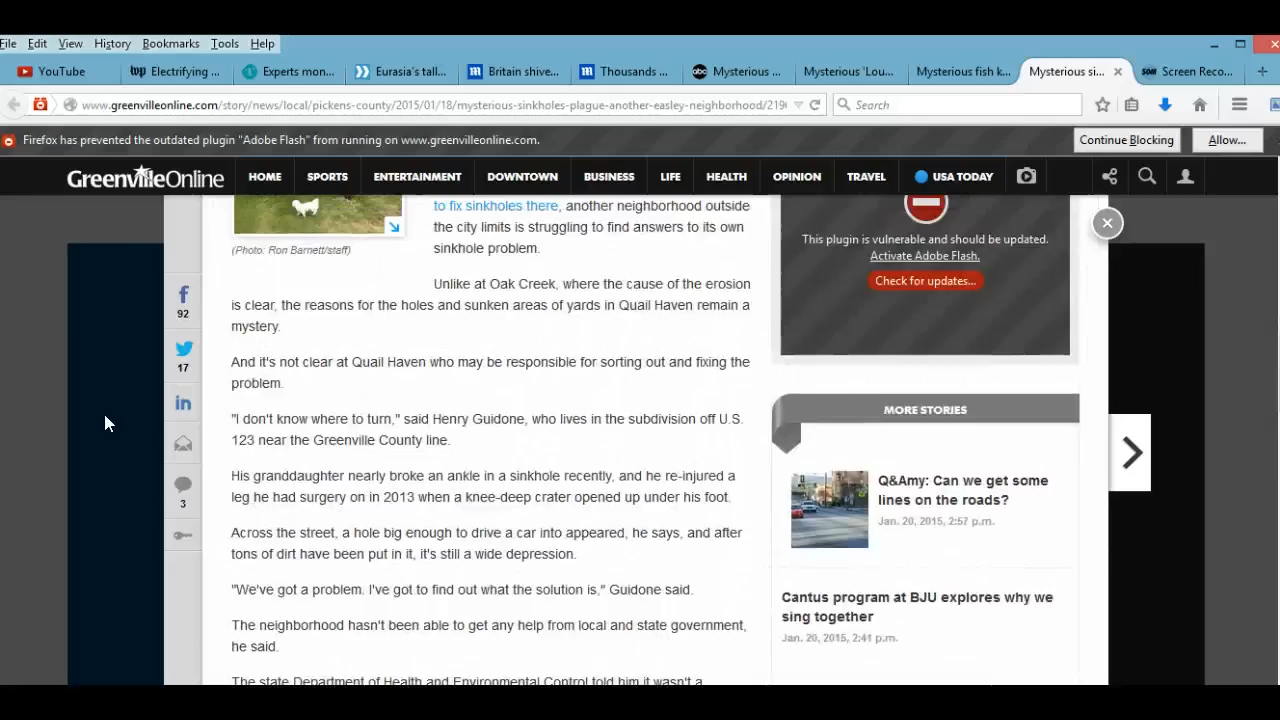 File Edit View History Bookmarks Tools Help
YouTube
Electrifying ...
Experts mon...
Eurasia's tall...
Britain shive...
Thousands ...
Mysterious ...
Mysterious 'Lou...
Mysterious fish k...
Mysterious si...
Screen Reco...
www.greenvilleonline.com/story/news/local/pickens-county/2015/01/18/mysterious-sinkholes-plague-another-easley-neighborhood/219
Search
Firefox has prevented the outdated plugin "Adobe Flash" from running on www.greenvilleonline.com.
Continue Blocking
Allow...
GreenvilleOnline
HOME SPORTS ENTERTAINMENT DOWNTOWN BUSINESS LIFE HEALTH OPINION TRAVEL USA TODAY
to fix sinkholes there, another neighborhood outside
the city limits is struggling to find answers to its own
sinkhole problem.
(Photo: Ron Barnett/staff)
Unlike at Oak Creek, where the cause of the erosion
is clear, the reasons for the holes and sunken areas of yards in Quail Haven remain a
mystery.
And it's not clear at Quail Haven who may be responsible for sorting out and fixing the
problem.
"I don't know where to turn," said Henry Guidone, who lives in the subdivision off U.S.
123 near the Greenville County line.
His granddaughter nearly broke an ankle in a sinkhole recently, and he re-injured a
leg he had surgery on in 2013 when a knee-deep crater opened up under his foot.
Across the street, a hole big enough to drive a car into appeared, he says, and after
tons of dirt have been put in it, it's still a wide depression.
"We've got a problem. I've got to find out what the solution is," Guidone said.
The neighborhood hasn't been able to get any help from local and state government,
he said.
The state Department of Health and Environmental Control told him it wasn't a
92
17
3
This plugin is vulnerable and should be updated.
Activate Adobe Flash.
Check for updates...
MORE STORIES
Q&Amy: Can we get some
lines on the roads?
Jan. 20, 2015, 2:57 p.m.
Cantus program at BJU explores why we
sing together
Jan. 20, 2015, 2:41 p.m.